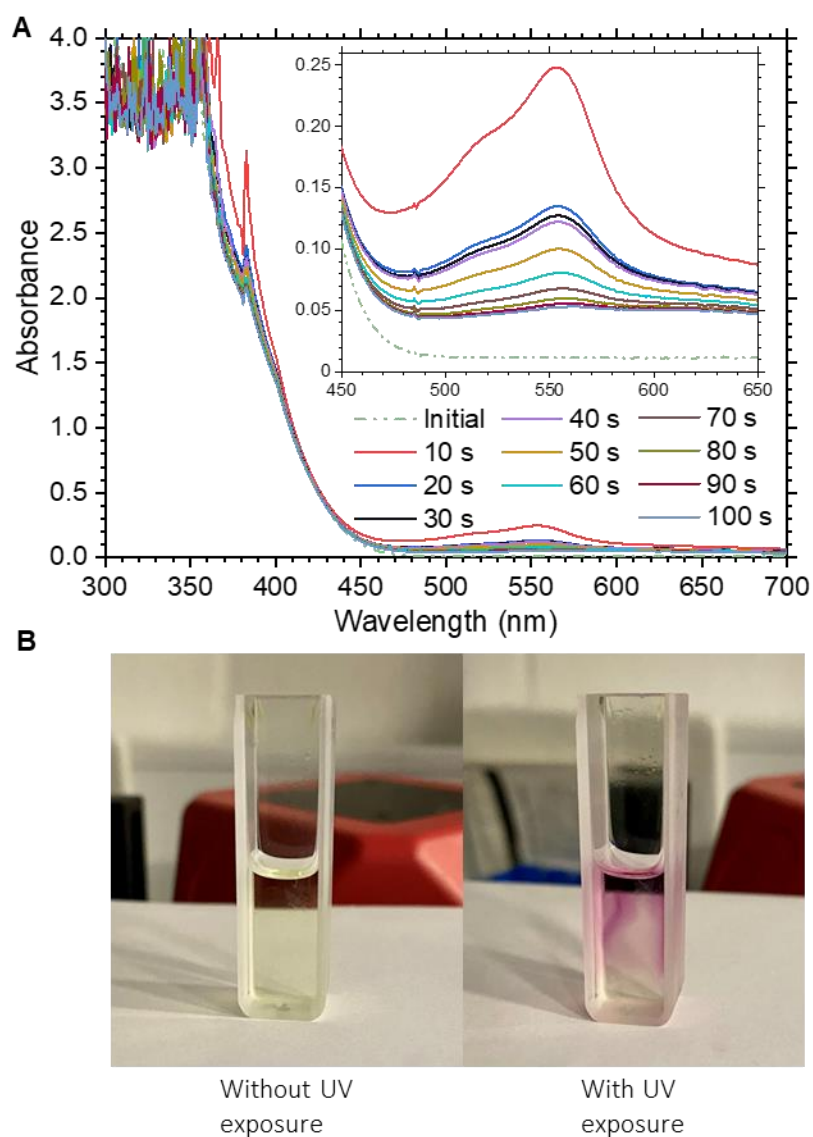 A
4.0
3.5
3.0
2.5
2.0
1.5
1.0
0.5
0.0
Absorbance
300 350 400 450 500 550 600 650 700
Wavelength (nm)
0.25
0.20
0.15
0.10
0.05
0
450 500 550 600 650
Initial 40 s 70 s
10 s 50 s 80 s
20 s 60 s 90 s
30 s 100 s
B
Without UV
exposure
With UV
exposure